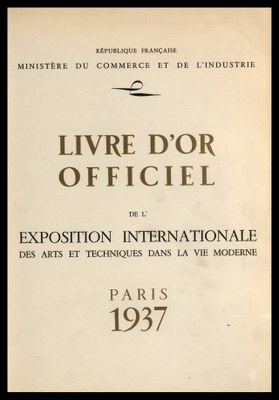 RÉPUBLIQUE FRANÇAISE
MINISTÈRE DU COMMERCE ET DE L'INDUSTRIE
LIVRE D'OR
OFFICIEL
DE L'
EXPOSITION INTERNATIONALE
DES ARTS ET TECHNIQUES DANS LA VIE MODERNE
PARIS
1937